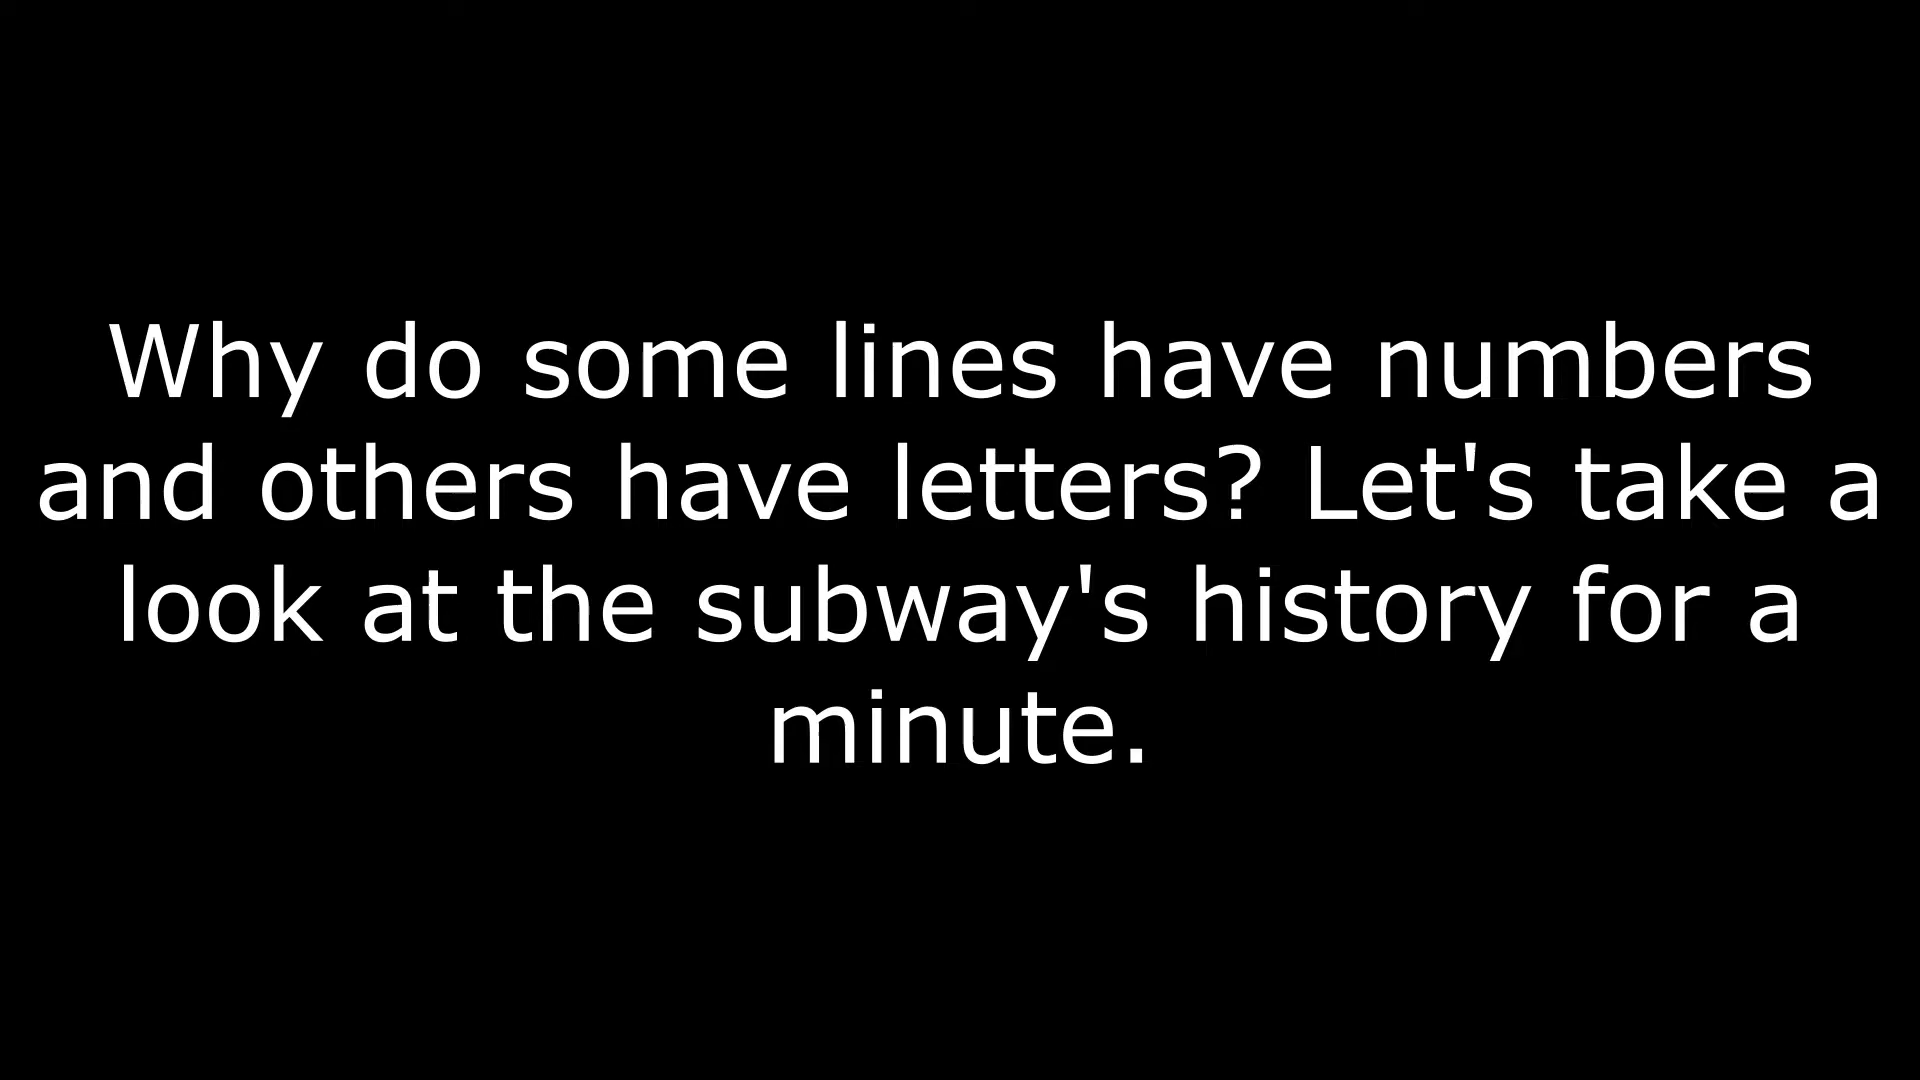 Why do some lines have numbers
and others have letters? Let's take a
look at the subway's history for a
minute.